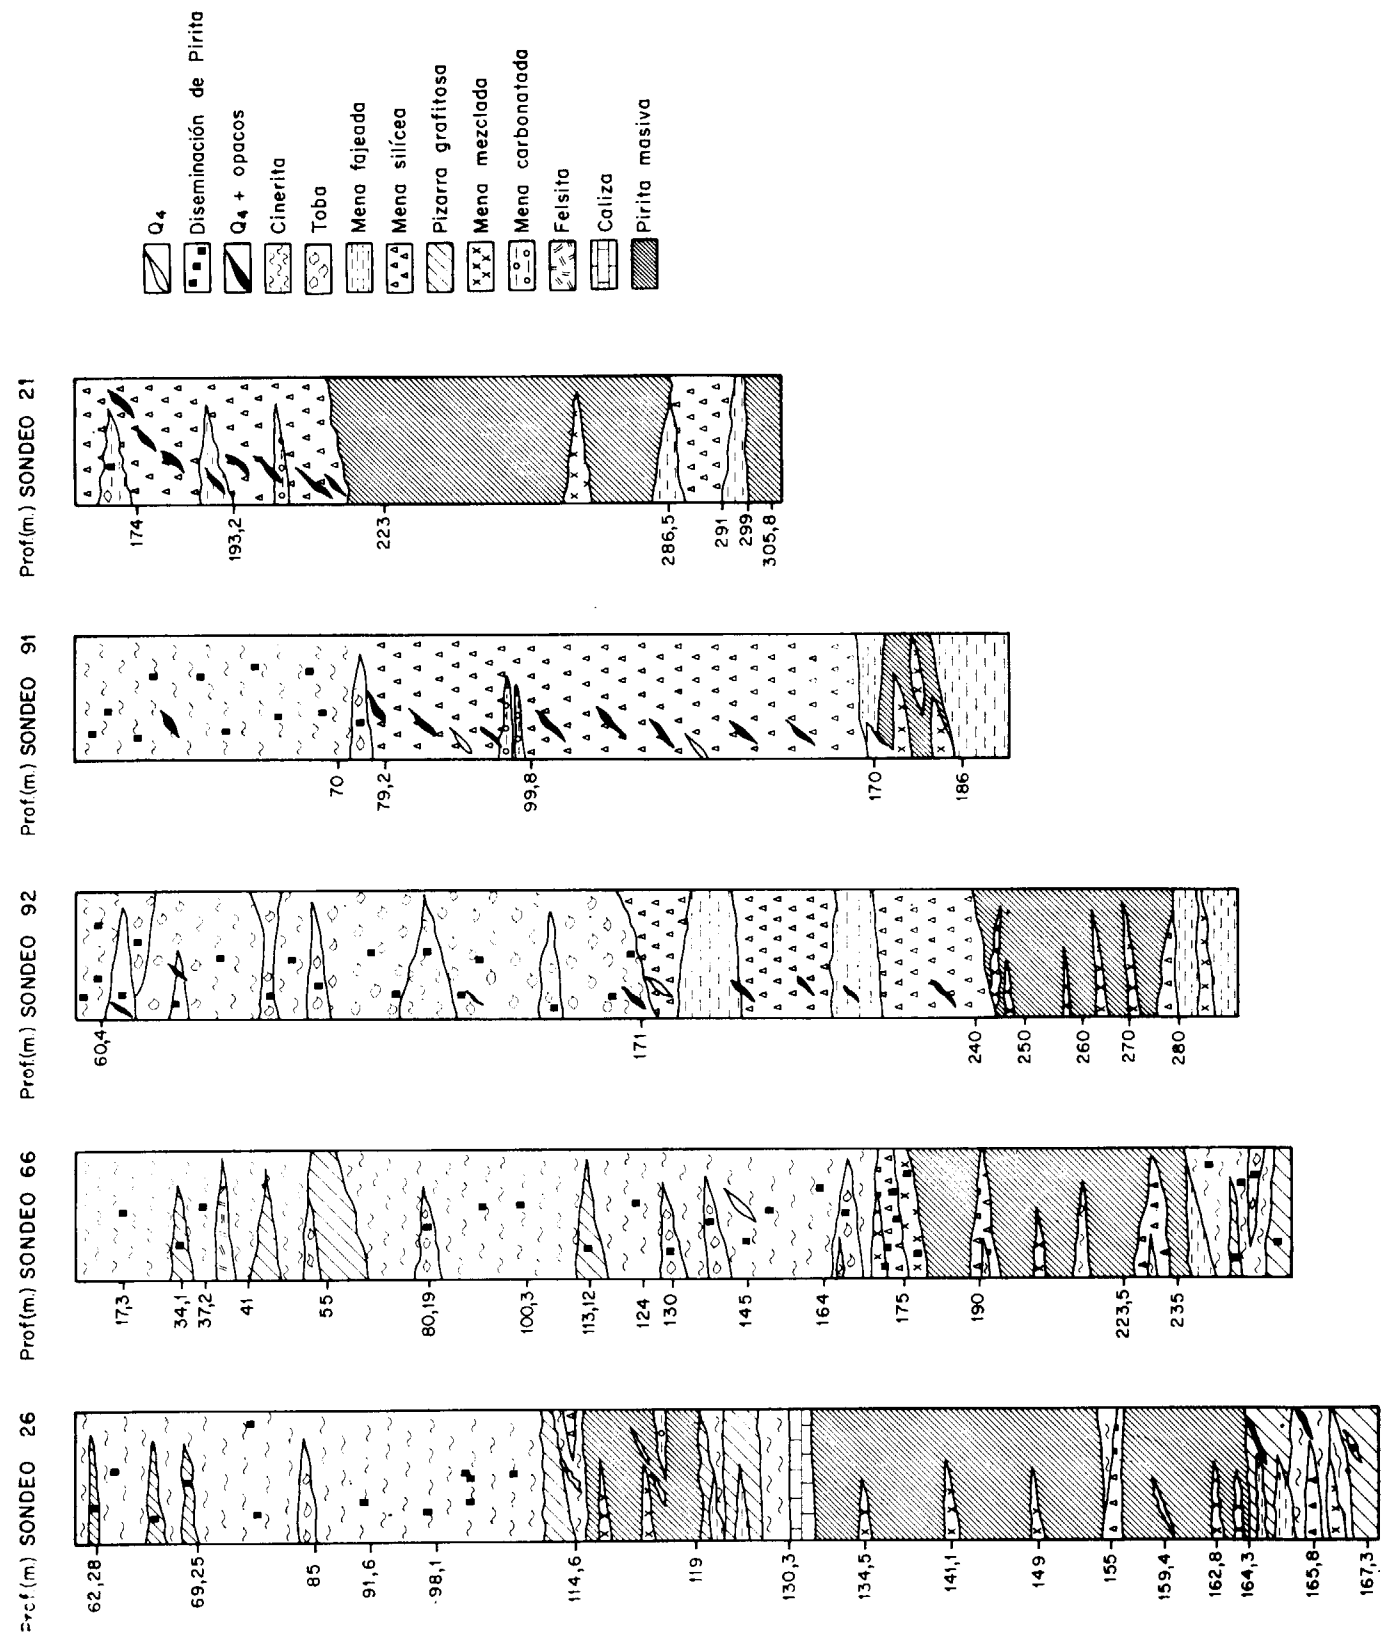 Q4
Diseminación de Pirita
Q4 + opacos
Cinerita
Toba
Mena fajeada
Mena silícea
Pizarra grafitosa
Mena mezclada
Mena carbonatada
Felsita
Caliza
Pirita masiva
Prof.(m.) SONDEO 21
174
193,2
223
286,5
291
299
305,8
Prof.(m.) SONDEO 91
70
79,2
99,8
170
186
Prof.(m.) SONDEO 92
60,4
171
240
250
260
270
280
Prof.(m.) SONDEO 66
17,3
34,1
37,2
41
55
80,19
100,3
113,12
124
130
145
164
175
190
223,5
235
Prof.(m.) SONDEO 26
62,28
69,25
85
91,6
98,1
114,6
119
130,3
134,5
141,1
149
155
159,4
162,8
164,3
165,8
167,3